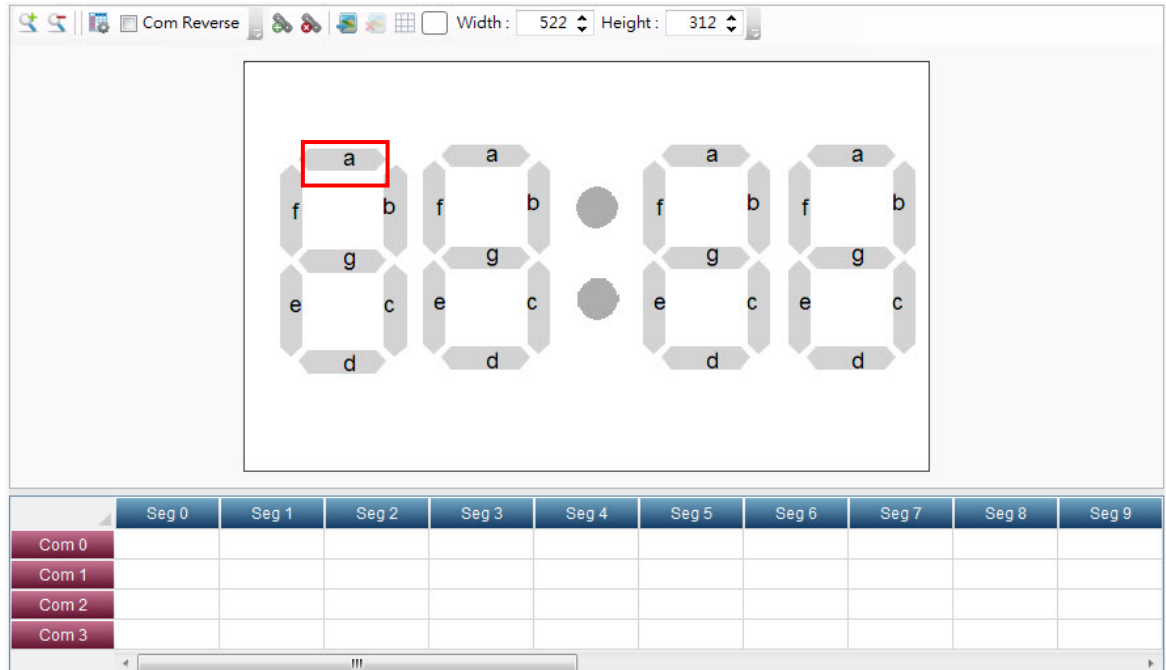 Com Reverse Width : 522 Height : 312
a a a a
f b f b f b f b
g g g g
e c e c e c e c
d d d d
Seg 0 Seg 1 Seg 2 Seg 3 Seg 4 Seg 5 Seg 6 Seg 7 Seg 8 Seg 9
Com 0
Com 1
Com 2
Com 3